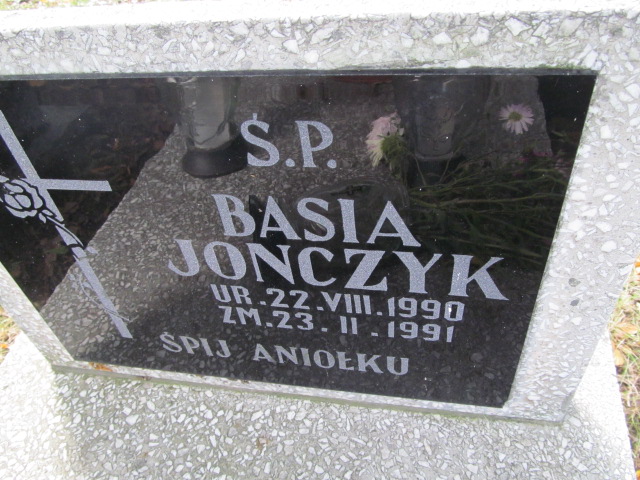 Ś.P.
BASIA
JONCZYK
UR.22.VIII.1990
ZM.23.II.1991
ŚPIJ ANIOŁKU